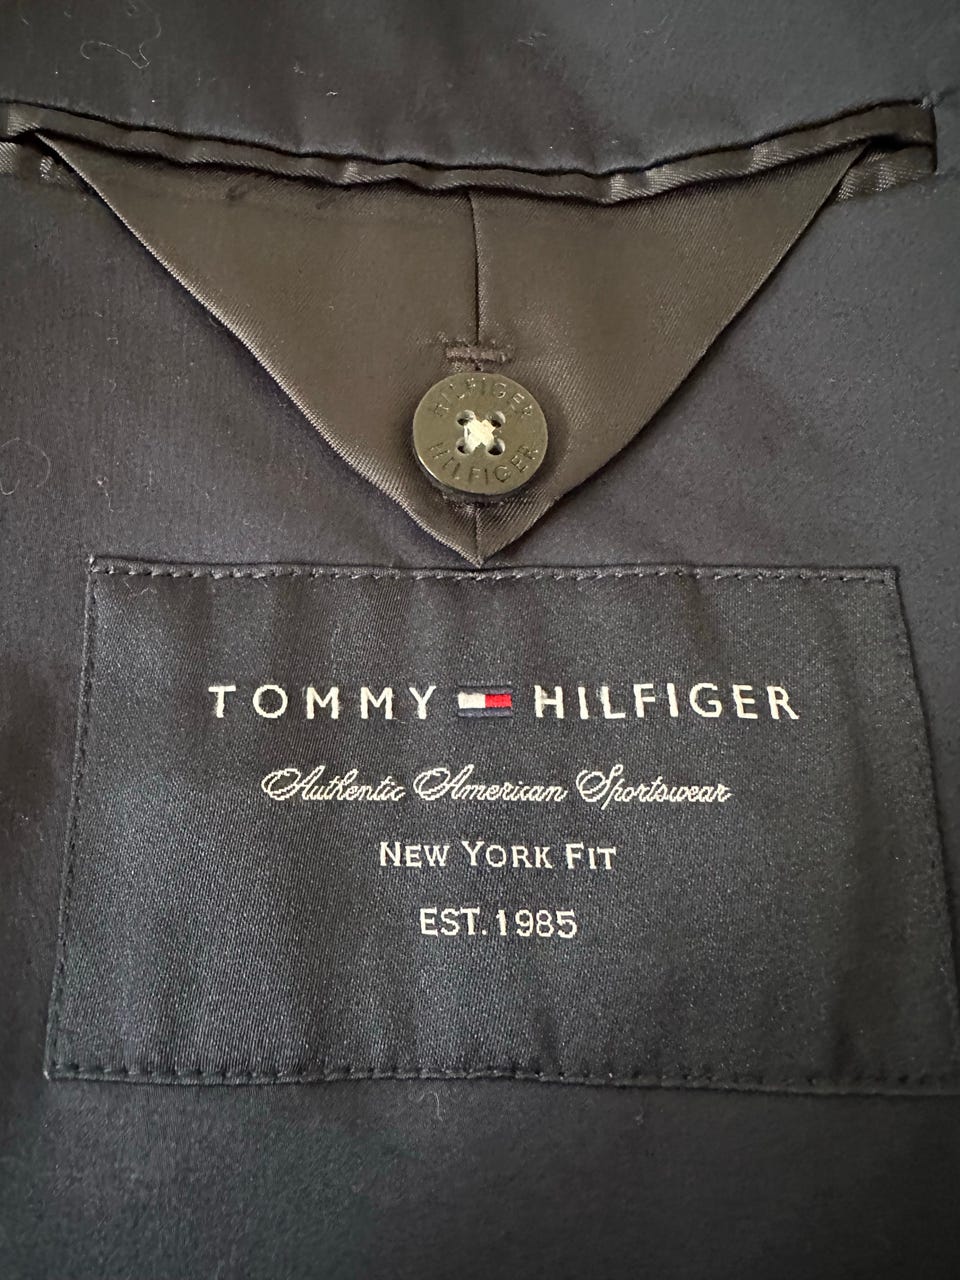 HILFIGER
HILFIGER
TOMMY HILFIGER
Authentic American Sportswear
NEW YORK FIT
EST. 1985